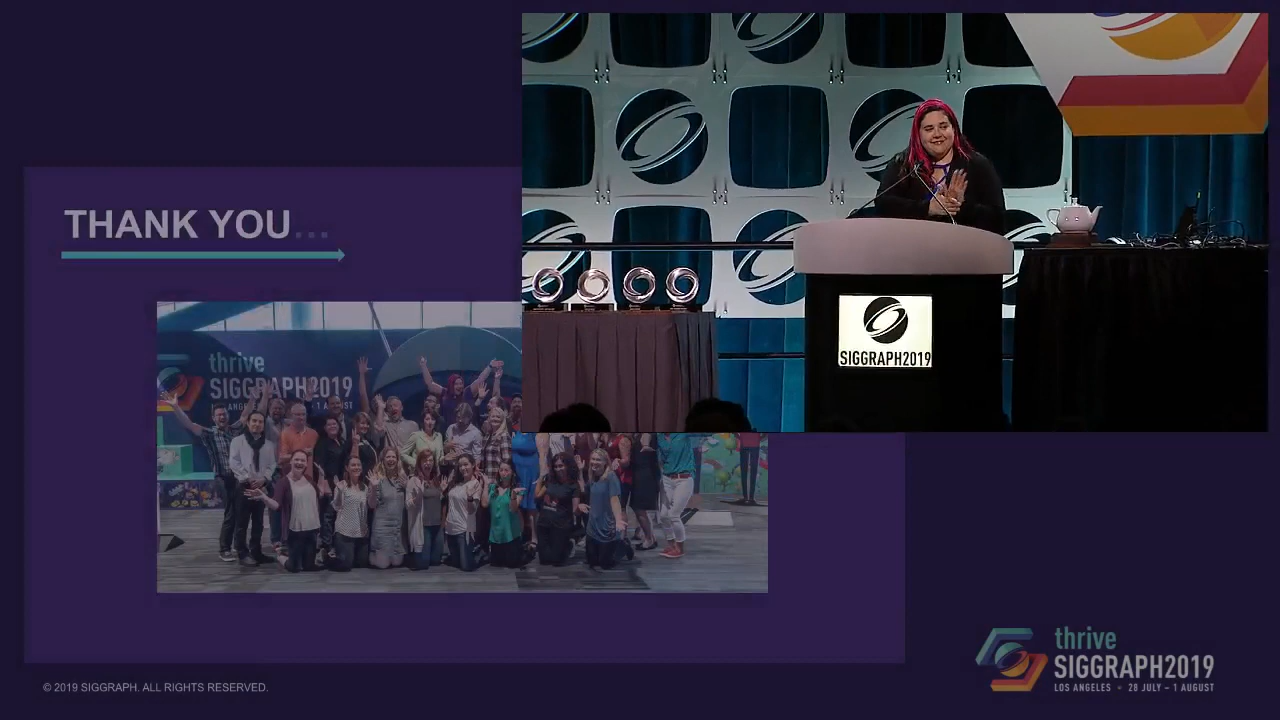 THANK YOU...
thrive
SIGGRAPH2019
SIGGRAPH2019
© 2019 SIGGRAPH. ALL RIGHTS RESERVED.
thrive
SIGGRAPH2019
LOS ANGELES • 28 JULY – 1 AUGUST